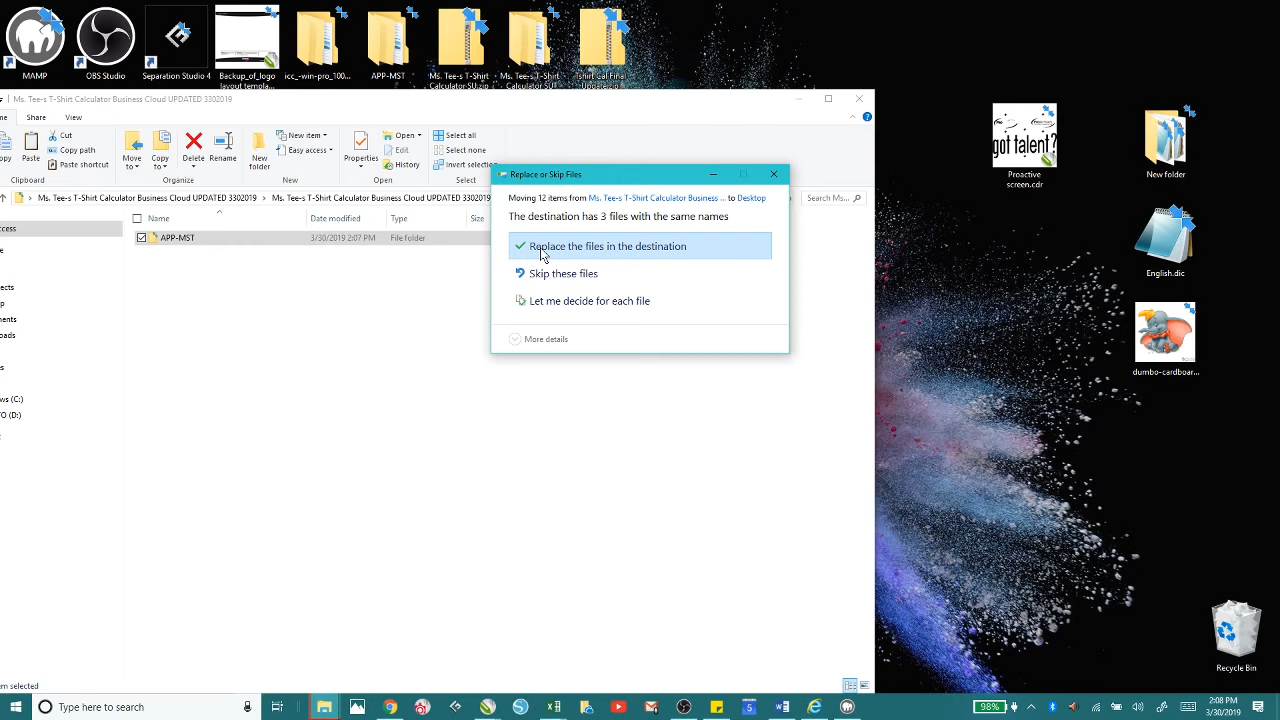 MAMP
OBS Studio
Separation Studio 4
Backup_of_logo
layout templa...
icc_-win-pro_100...
APP-MST
Ms. Tee-s T-Shirt
Calculator-SU.zip
Ms. Tee-s T-Shirt
Calculator SUT
Tshirt Cal Final
Update.zip
Ms. Tee-s T-Shirt Calculator Business Cloud UPDATED 3302019
Share
View
Cut
Copy path
Paste
Paste shortcut
Clipboard
Move
to
Copy
to
Delete
Rename
Organize
New
folder
New item
Easy access
New
Properties
Open
Edit
History
Open
Select all
Select none
Invert selection
Select
Ms. Tee-s T-Shirt Calculator Business Cloud UPDATED 3302019 > Ms. Tee-s T-Shirt Calculator Business Cloud UPDATED 3302019
Search Ms...
Name
Date modified
Type
Size
APP-MST
3/30/2019 2:07 PM
File folder
Replace or Skip Files
Moving 12 items from Ms. Tee-s T-Shirt Calculator Business ... to Desktop
The destination has 3 files with the same names
Replace the files in the destination
Skip these files
Let me decide for each file
More details
got talent?
Proactive
screen.cdr
New folder
English.dic
dumbo-cardboar...
Recycle Bin
Type here to search
98%
2:08 PM
3/30/2019